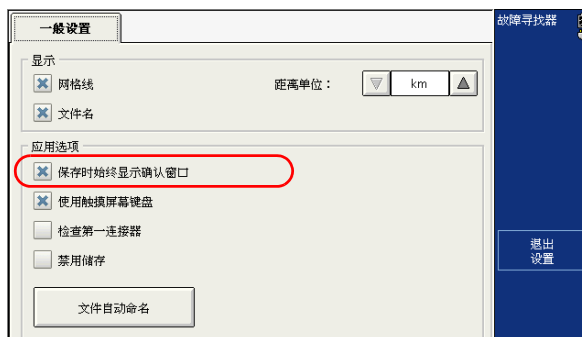 一般设置
故障寻找器
显示
网格线
距离单位： km
文件名
应用选项
保存时始终显示确认窗口
使用触摸屏幕键盘
检查第一连接器
禁用储存
文件自动命名
退出
设置